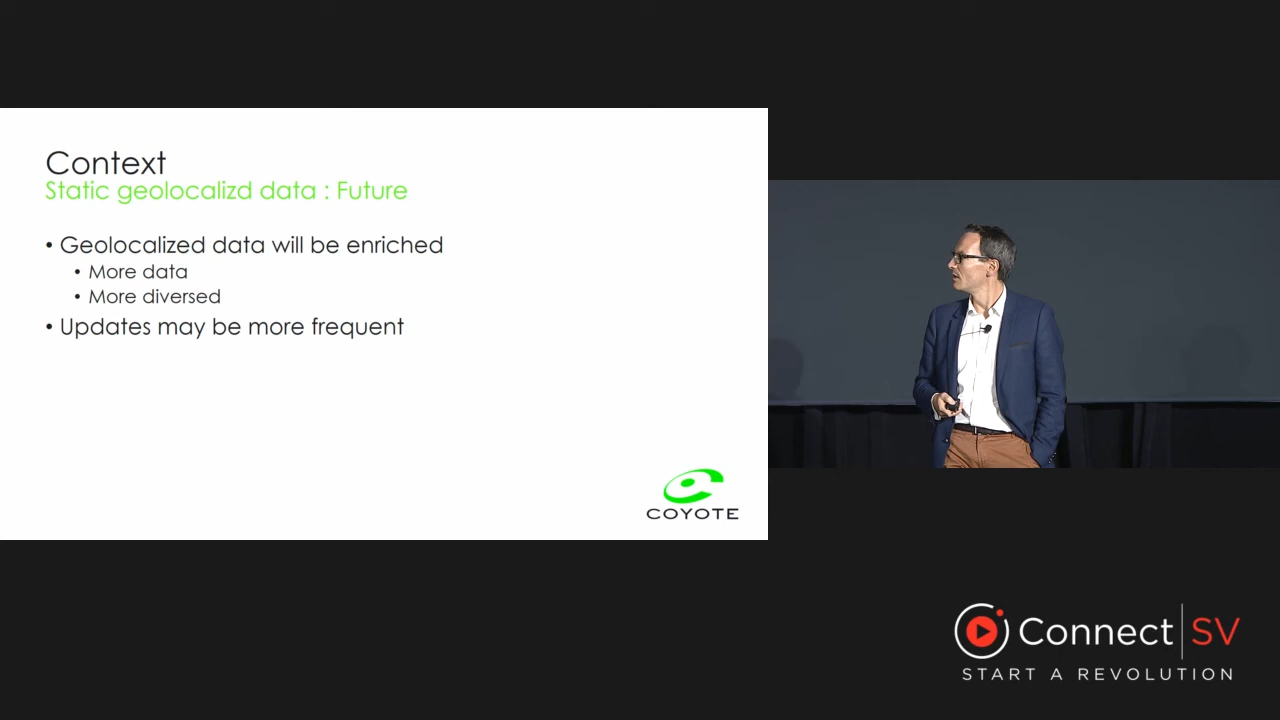 Context
Static geolocalizd data : Future
• Geolocalized data will be enriched
• More data
• More diversed
• Updates may be more frequent
COYOTE
Connect SV
START A REVOLUTION